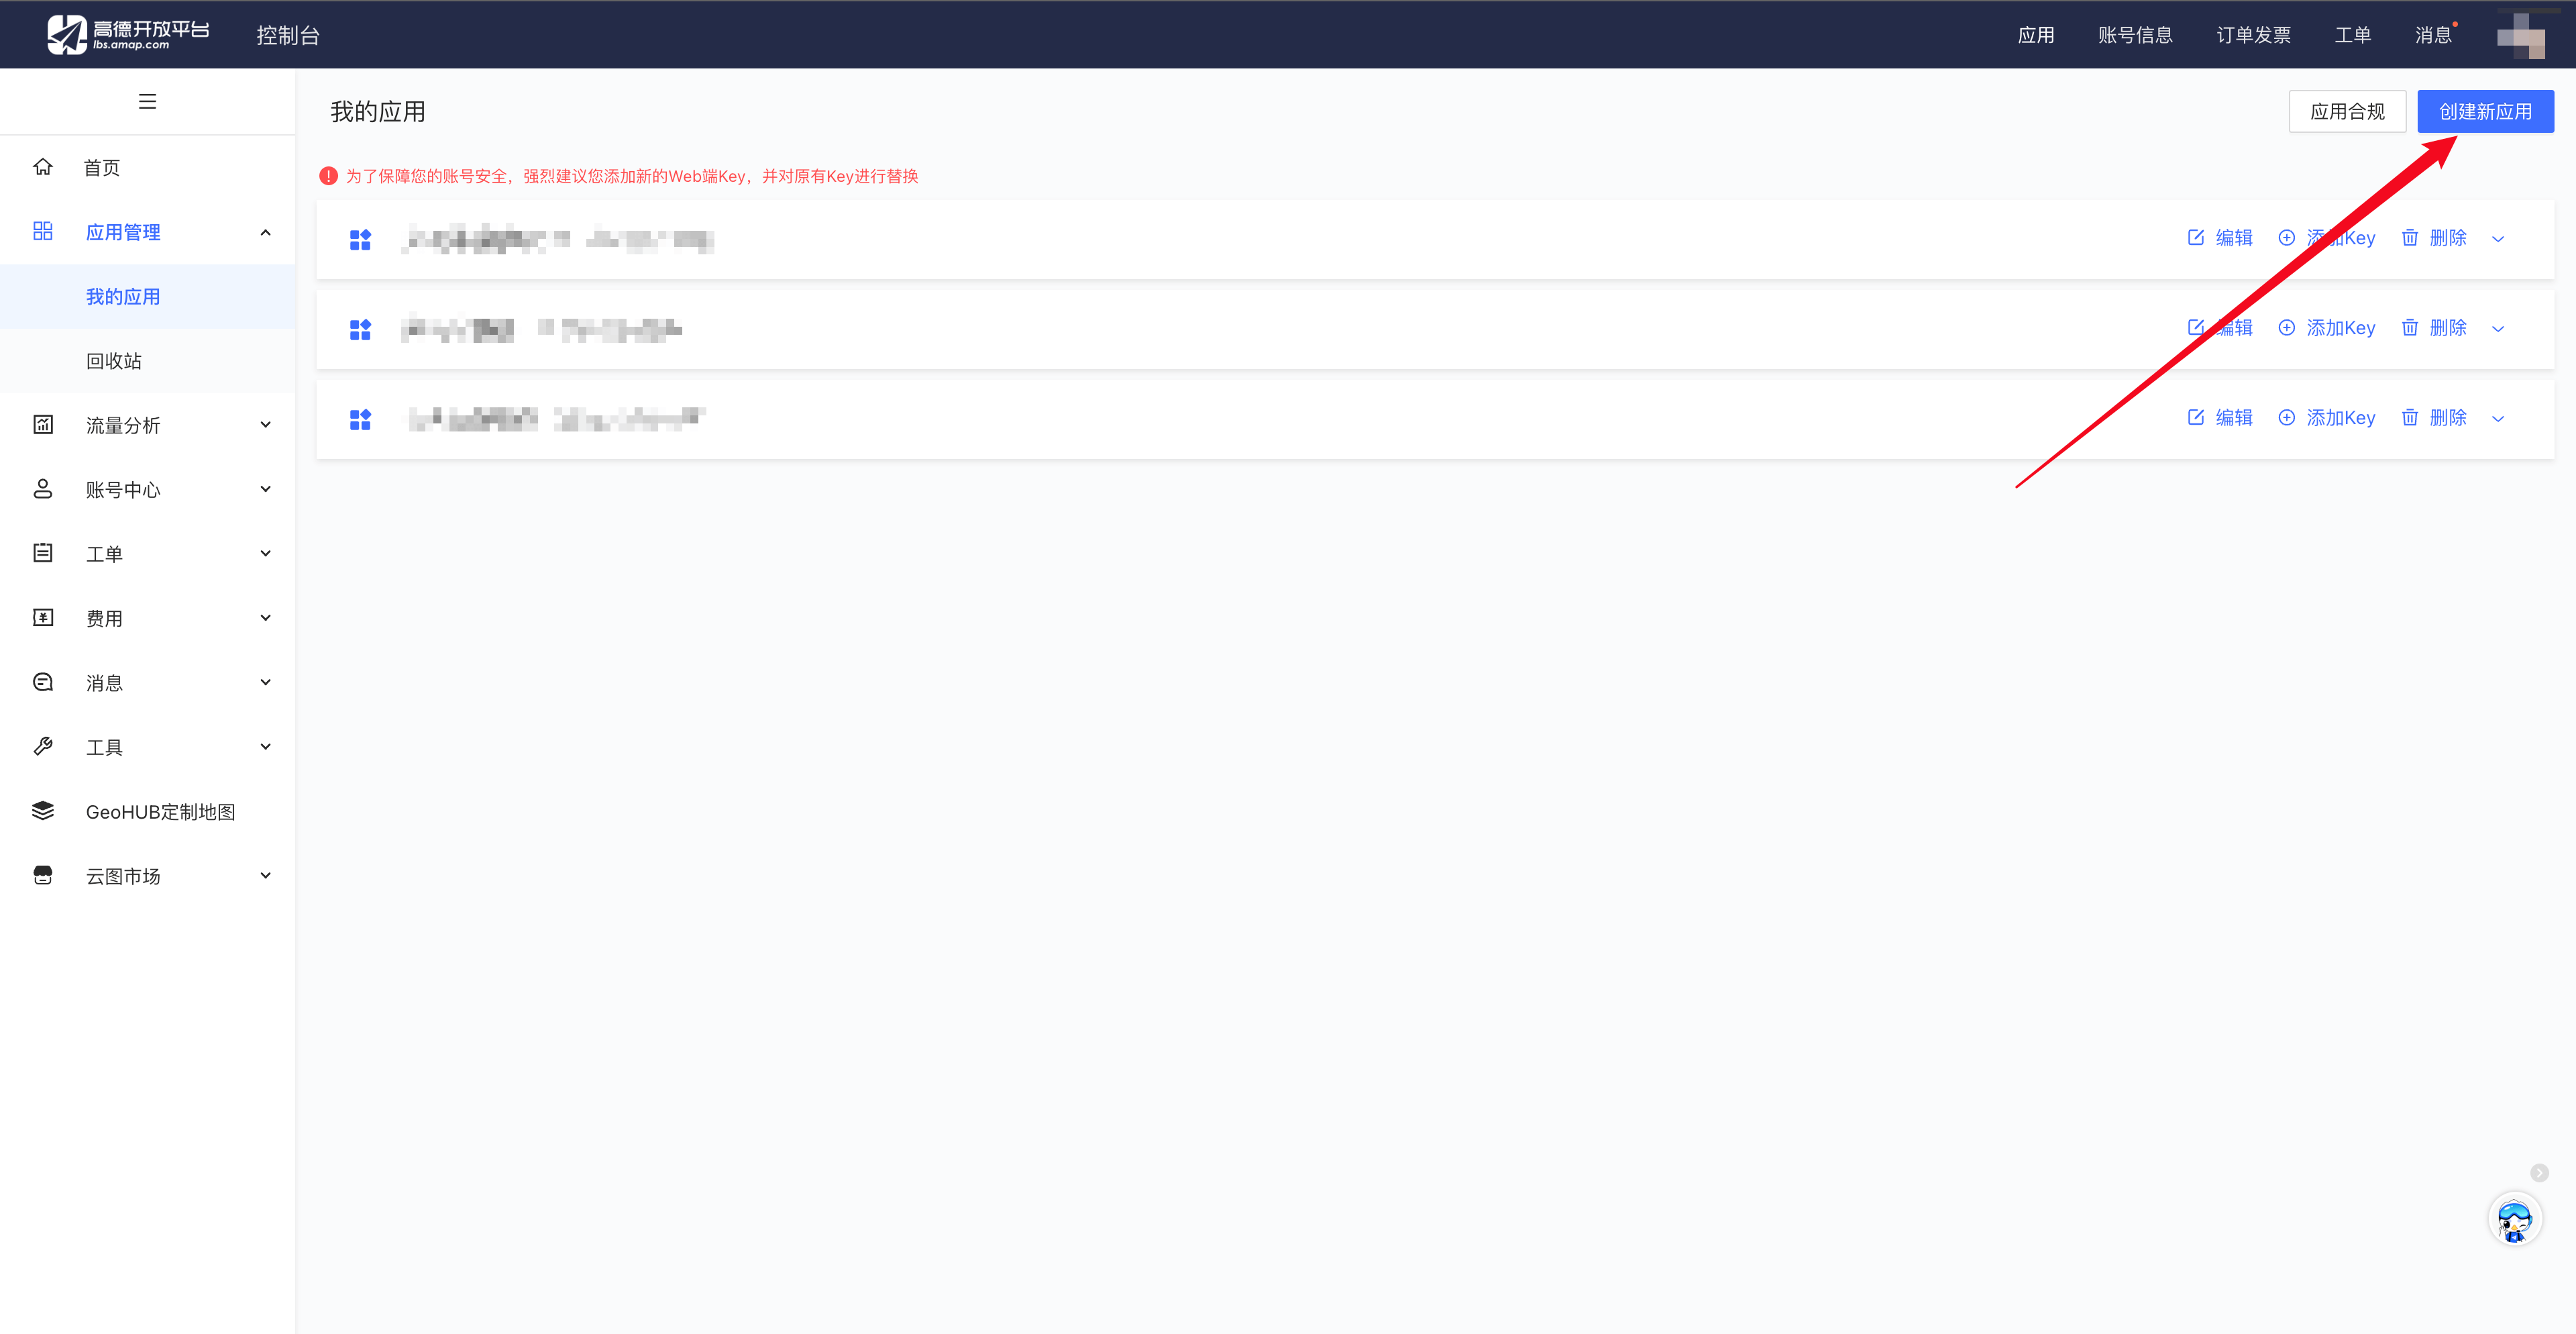 高德开放平台
lbs.amap.com
控制台
应用
账号信息
订单发票
工单
消息
首页
应用管理
我的应用
回收站
流量分析
账号中心
工单
费用
消息
工具
GeoHUB定制地图
云图市场
我的应用
应用合规
创建新应用
为了保障您的账号安全，强烈建议您添加新的Web端Key，并对原有Key进行替换
编辑 添加Key 删除
编辑 添加Key 删除
编辑 添加Key 删除